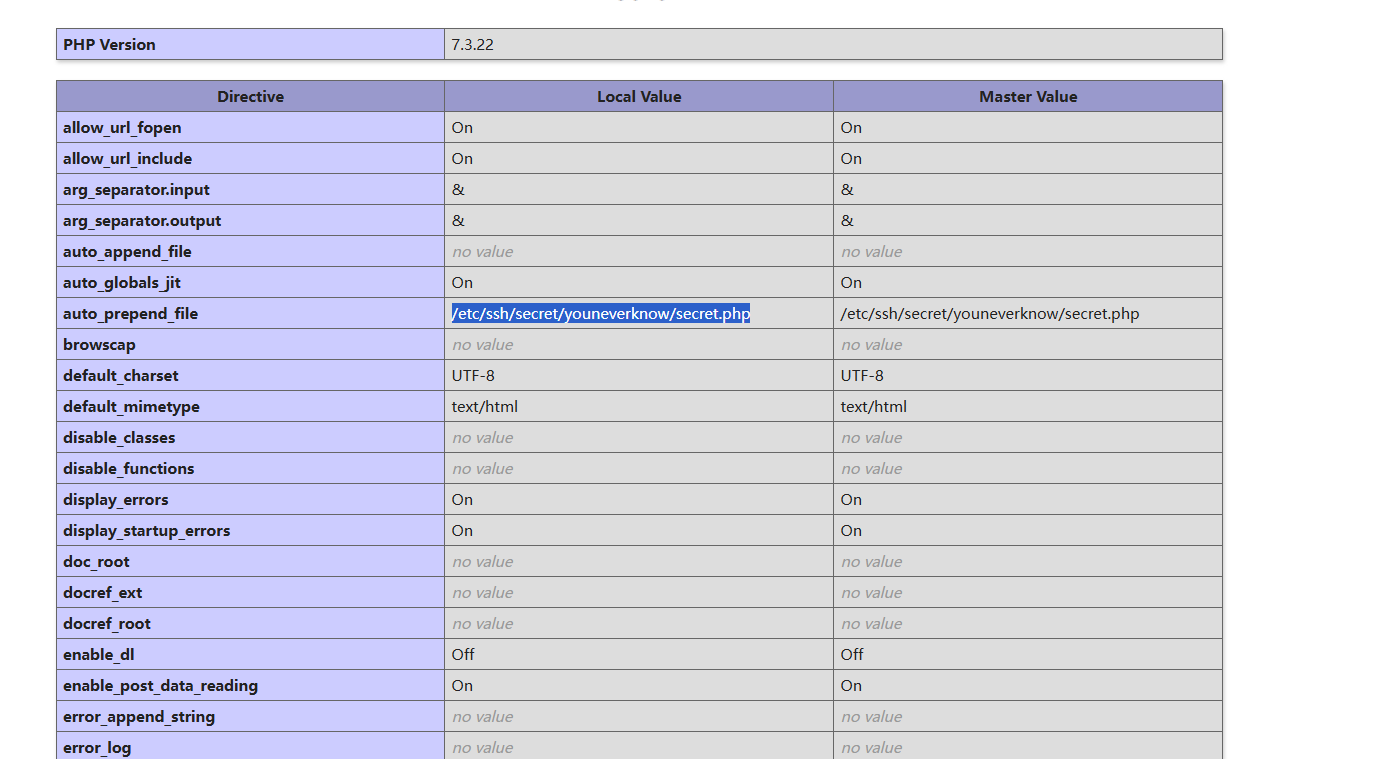 PHP Version 7.3.22
Directive Local Value Master Value
allow_url_fopen On On
allow_url_include On On
arg_separator.input & &
arg_separator.output & &
auto_append_file no value no value
auto_globals_jit On On
auto_prepend_file /etc/ssh/secret/youneverknow/secret.php /etc/ssh/secret/youneverknow/secret.php
browscap no value no value
default_charset UTF-8 UTF-8
default_mimetype text/html text/html
disable_classes no value no value
disable_functions no value no value
display_errors On On
display_startup_errors On On
doc_root no value no value
docref_ext no value no value
docref_root no value no value
enable_dl Off Off
enable_post_data_reading On On
error_append_string no value no value
error_log no value no value